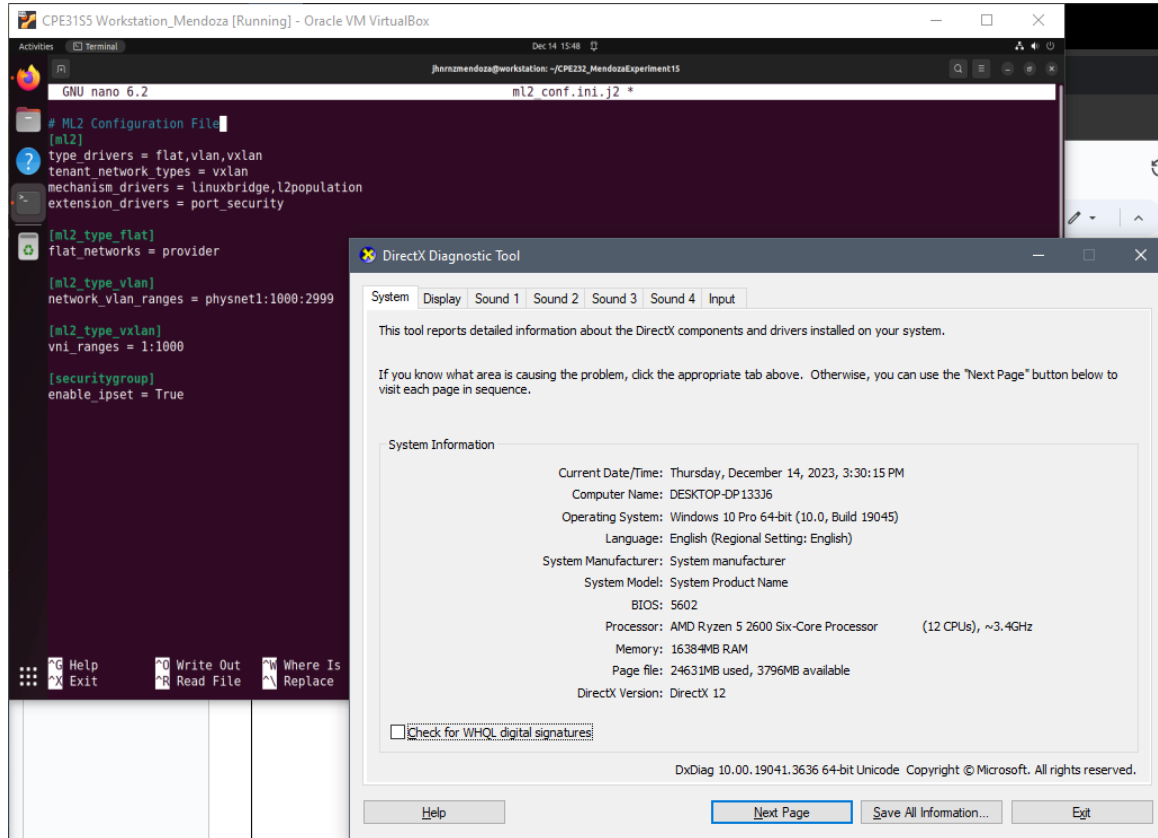 CPE31S5 Workstation_Mendoza [Running] - Oracle VM VirtualBox
Activities Terminal Dec 14 15:48
jhnrnzmendoza@workstation: ~/CPE232_MendozaExperiment15
GNU nano 6.2 ml2_conf.ini.j2 *
# ML2 Configuration File
[ml2]
type_drivers = flat,vlan,vxlan
tenant_network_types = vxlan
mechanism_drivers = linuxbridge,l2population
extension_drivers = port_security
[ml2_type_flat]
flat_networks = provider
[ml2_type_vlan]
network_vlan_ranges = physnet1:1000:2999
[ml2_type_vxlan]
vni_ranges = 1:1000
[securitygroup]
enable_ipset = True
^G Help ^O Write Out ^W Where Is
^X Exit ^R Read File ^\ Replace
DirectX Diagnostic Tool
System Display Sound 1 Sound 2 Sound 3 Sound 4 Input
This tool reports detailed information about the DirectX components and drivers installed on your system.
If you know what area is causing the problem, click the appropriate tab above. Otherwise, you can use the "Next Page" button below to
visit each page in sequence.
System Information
Current Date/Time: Thursday, December 14, 2023, 3:30:15 PM
Computer Name: DESKTOP-DP133J6
Operating System: Windows 10 Pro 64-bit (10.0, Build 19045)
Language: English (Regional Setting: English)
System Manufacturer: System manufacturer
System Model: System Product Name
BIOS: 5602
Processor: AMD Ryzen 5 2600 Six-Core Processor (12 CPUs), ~3.4GHz
Memory: 16384MB RAM
Page file: 24631MB used, 3796MB available
DirectX Version: DirectX 12
Check for WHQL digital signatures
DxDiag 10.00.19041.3636 64-bit Unicode Copyright © Microsoft. All rights reserved.
Help Next Page Save All Information... Exit